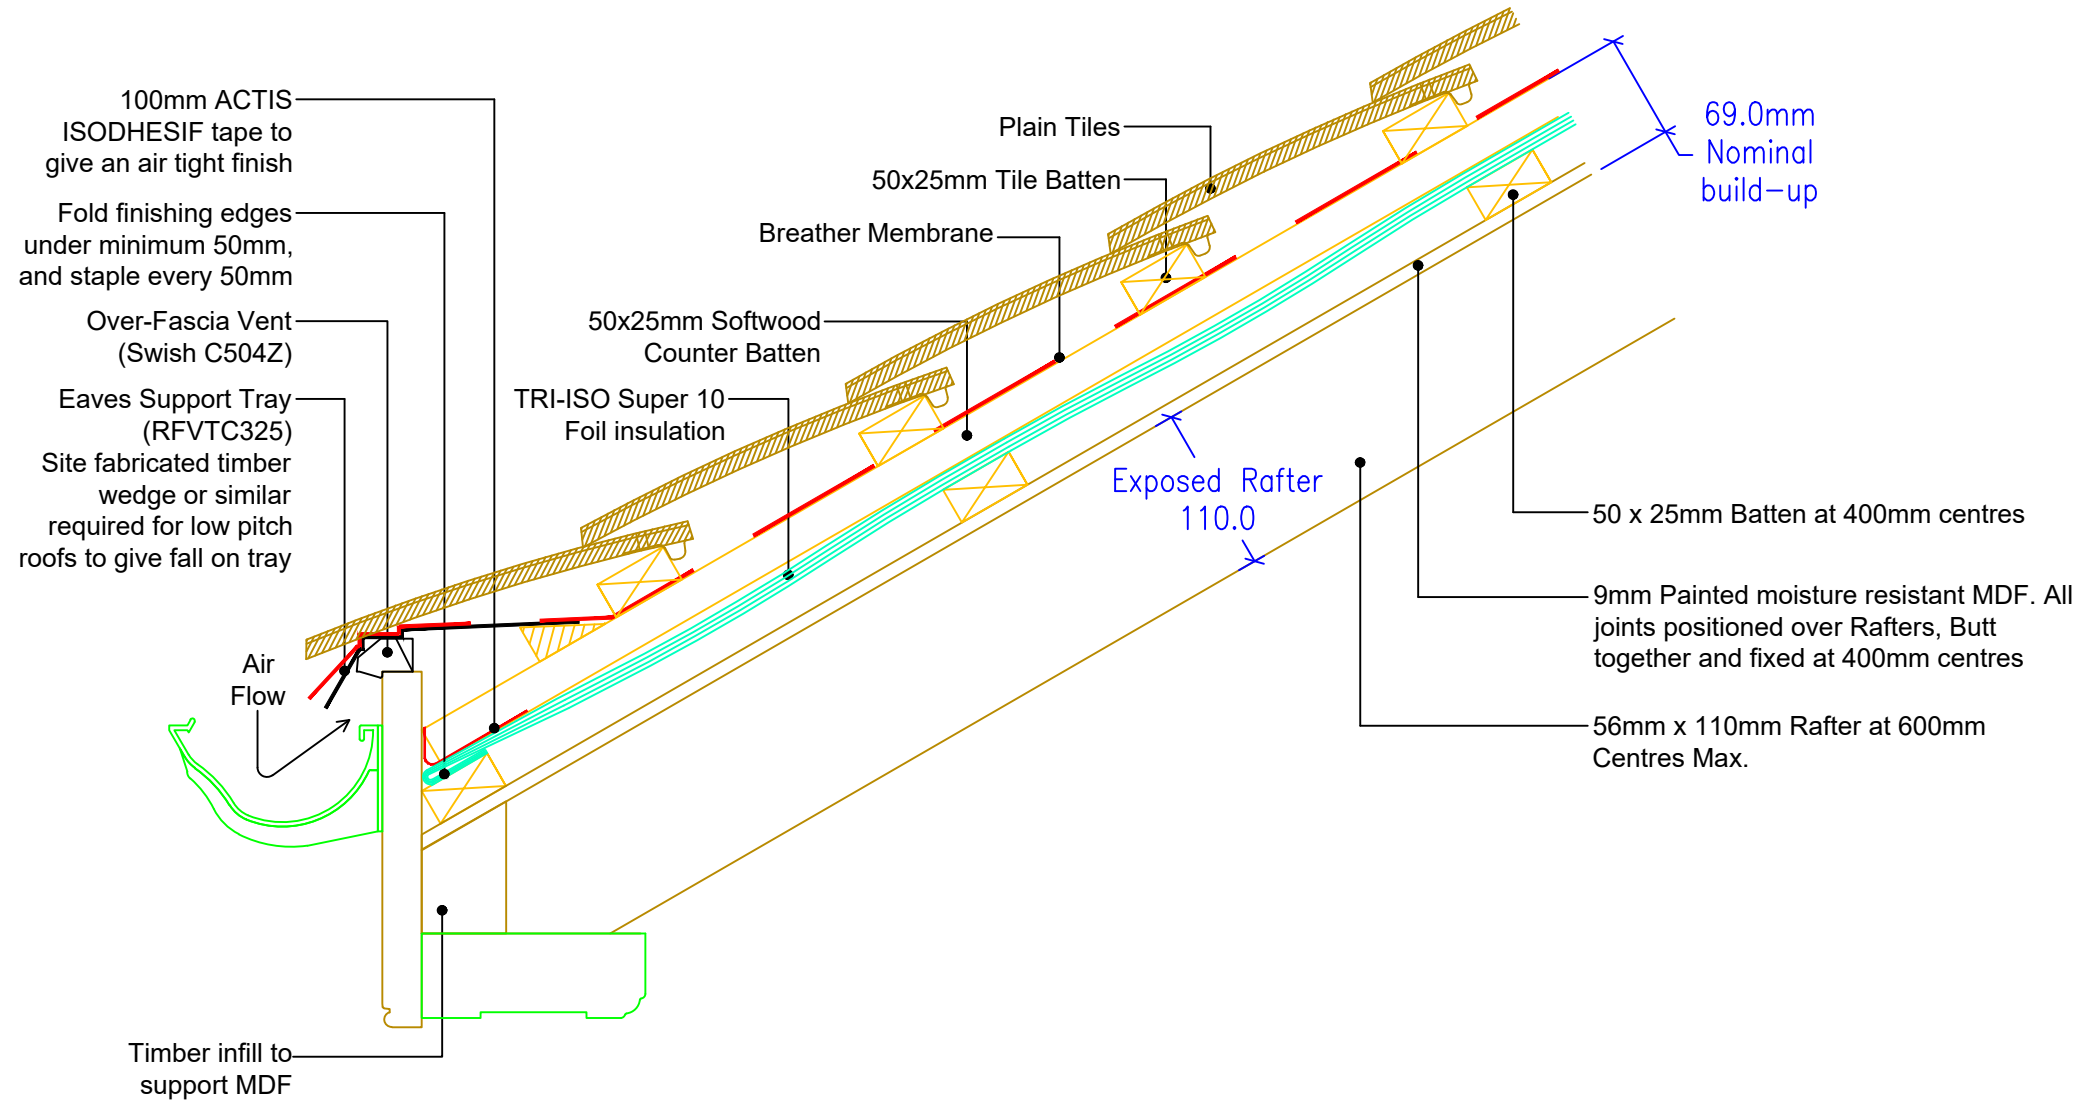 100mm ACTIS
ISODHESIF tape to
give an air tight finish
Fold finishing edges
under minimum 50mm,
and staple every 50mm
Over-Fascia Vent
(Swish C504Z)
Eaves Support Tray
(RFVTC325)
Site fabricated timber
wedge or similar
required for low pitch
roofs to give fall on tray
Air
Flow
Timber infill to
support MDF
Plain Tiles
50x25mm Tile Batten
Breather Membrane
50x25mm Softwood
Counter Batten
TRI-ISO Super 10
Foil insulation
Exposed Rafter
110.0
69.0mm
Nominal
build-up
50 x 25mm Batten at 400mm centres
9mm Painted moisture resistant MDF. All
joints positioned over Rafters, Butt
together and fixed at 400mm centres
56mm x 110mm Rafter at 600mm
Centres Max.